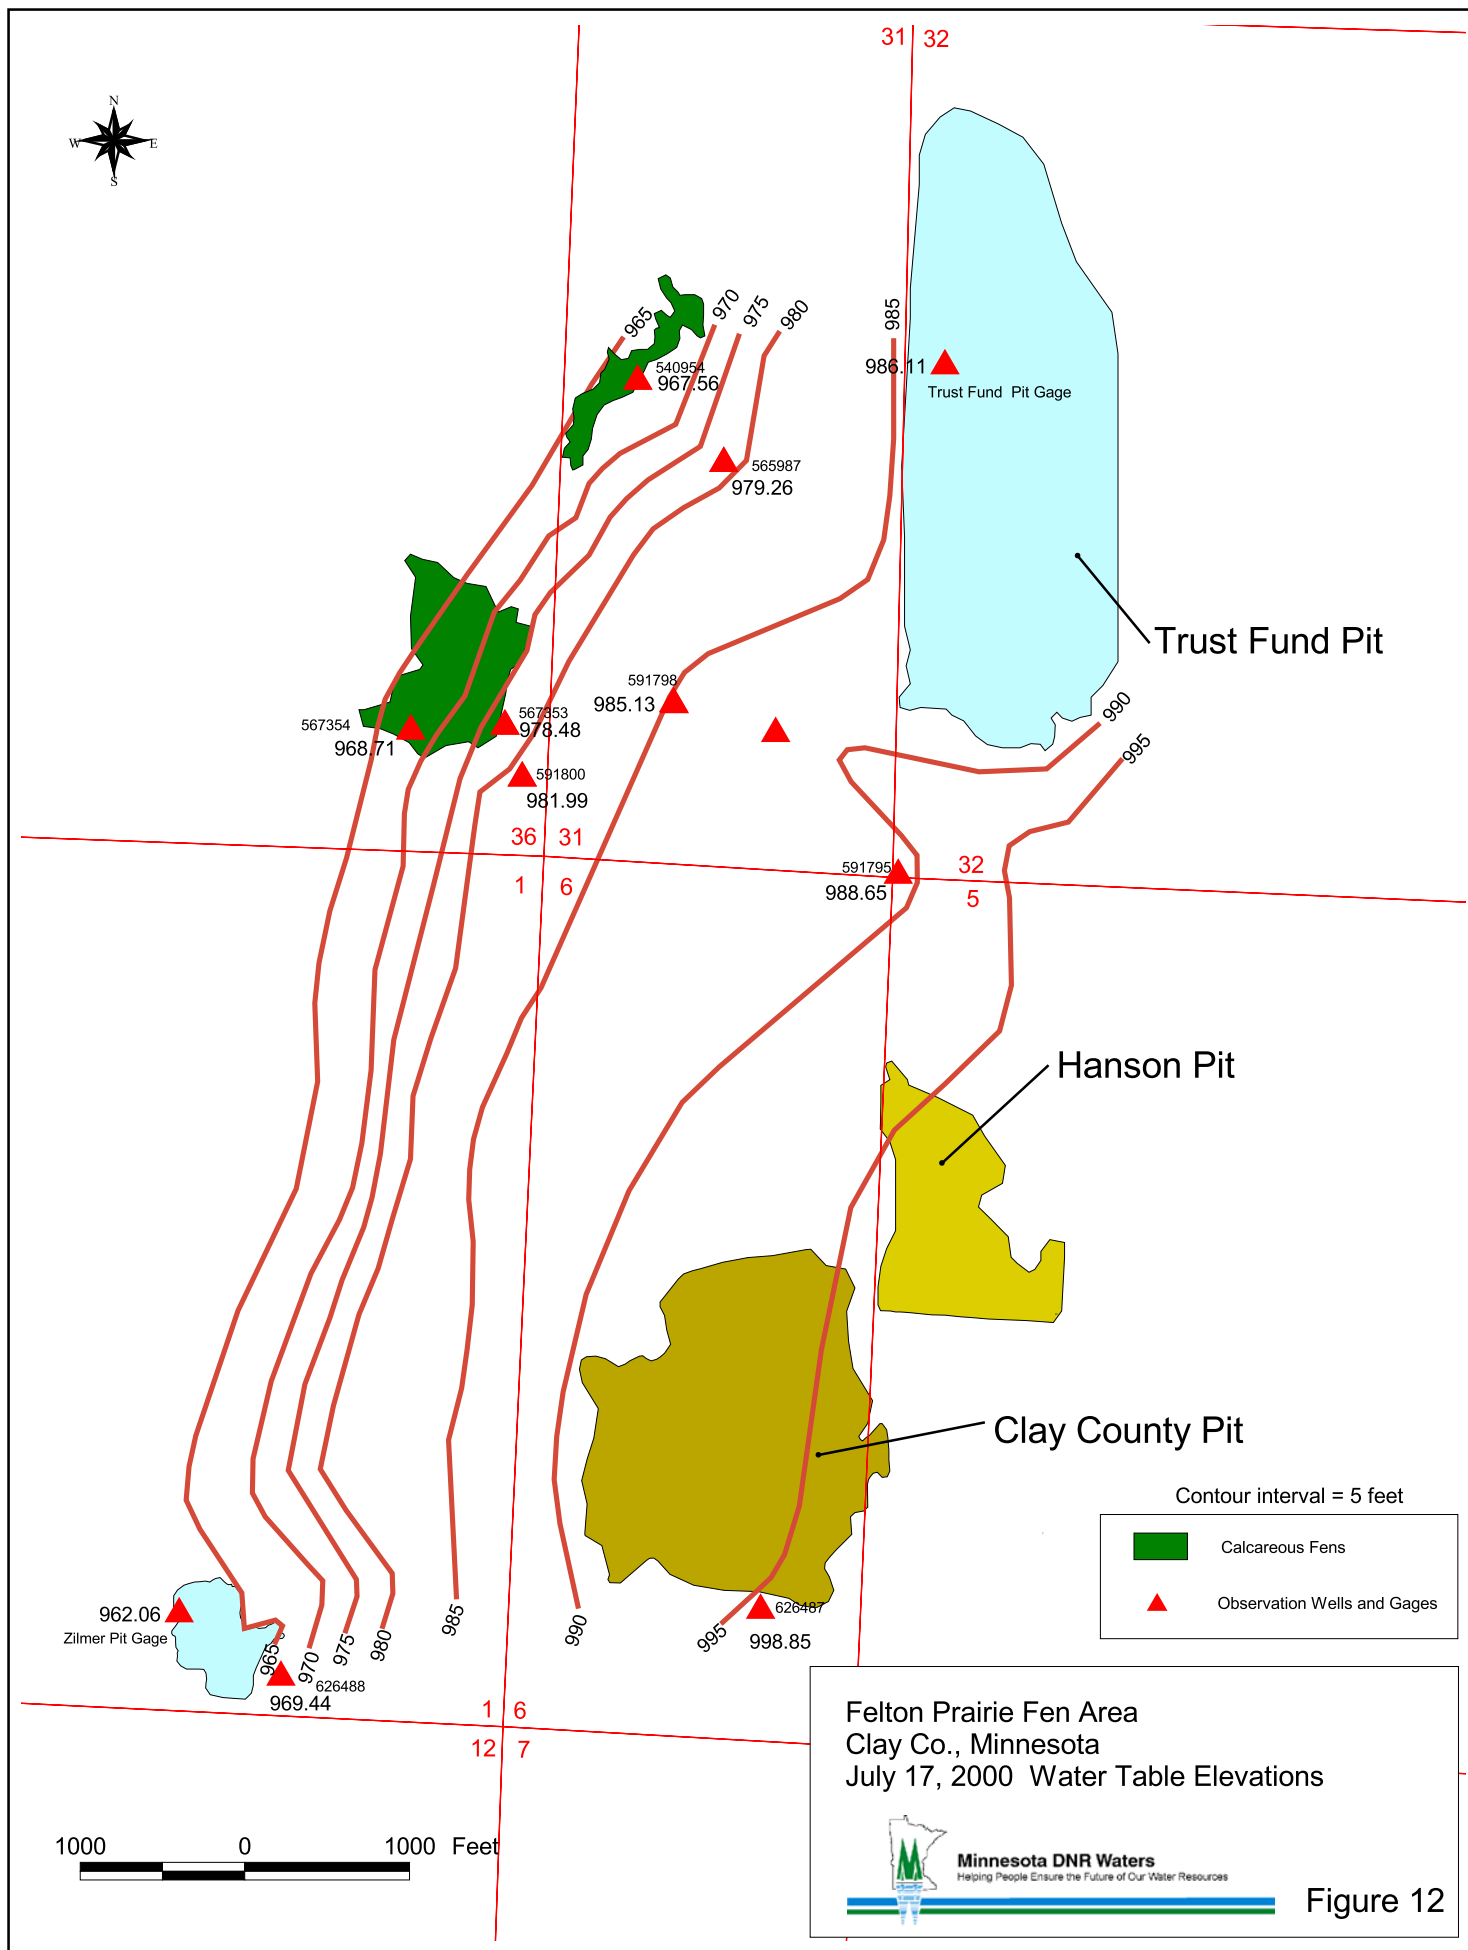 31 32
N
W E
S
965
970
975
980
985
540954
967.56
986.11
Trust Fund Pit Gage
565987
979.26
Trust Fund Pit
591798
985.13
567354
968.71
567353
978.48
591800
981.99
990
995
36 31
1 6
591795
988.65
32
5
Hanson Pit
Clay County Pit
Contour interval = 5 feet
Calcareous Fens
Observation Wells and Gages
962.06
Zilmer Pit Gage
965
970
975
980
985
990
995
626487
998.85
626488
969.44
1 6
12 7
Felton Prairie Fen Area
Clay Co., Minnesota
July 17, 2000 Water Table Elevations
1000 0 1000 Feet
Minnesota DNR Waters
Helping People Ensure the Future of Our Water Resources
Figure 12